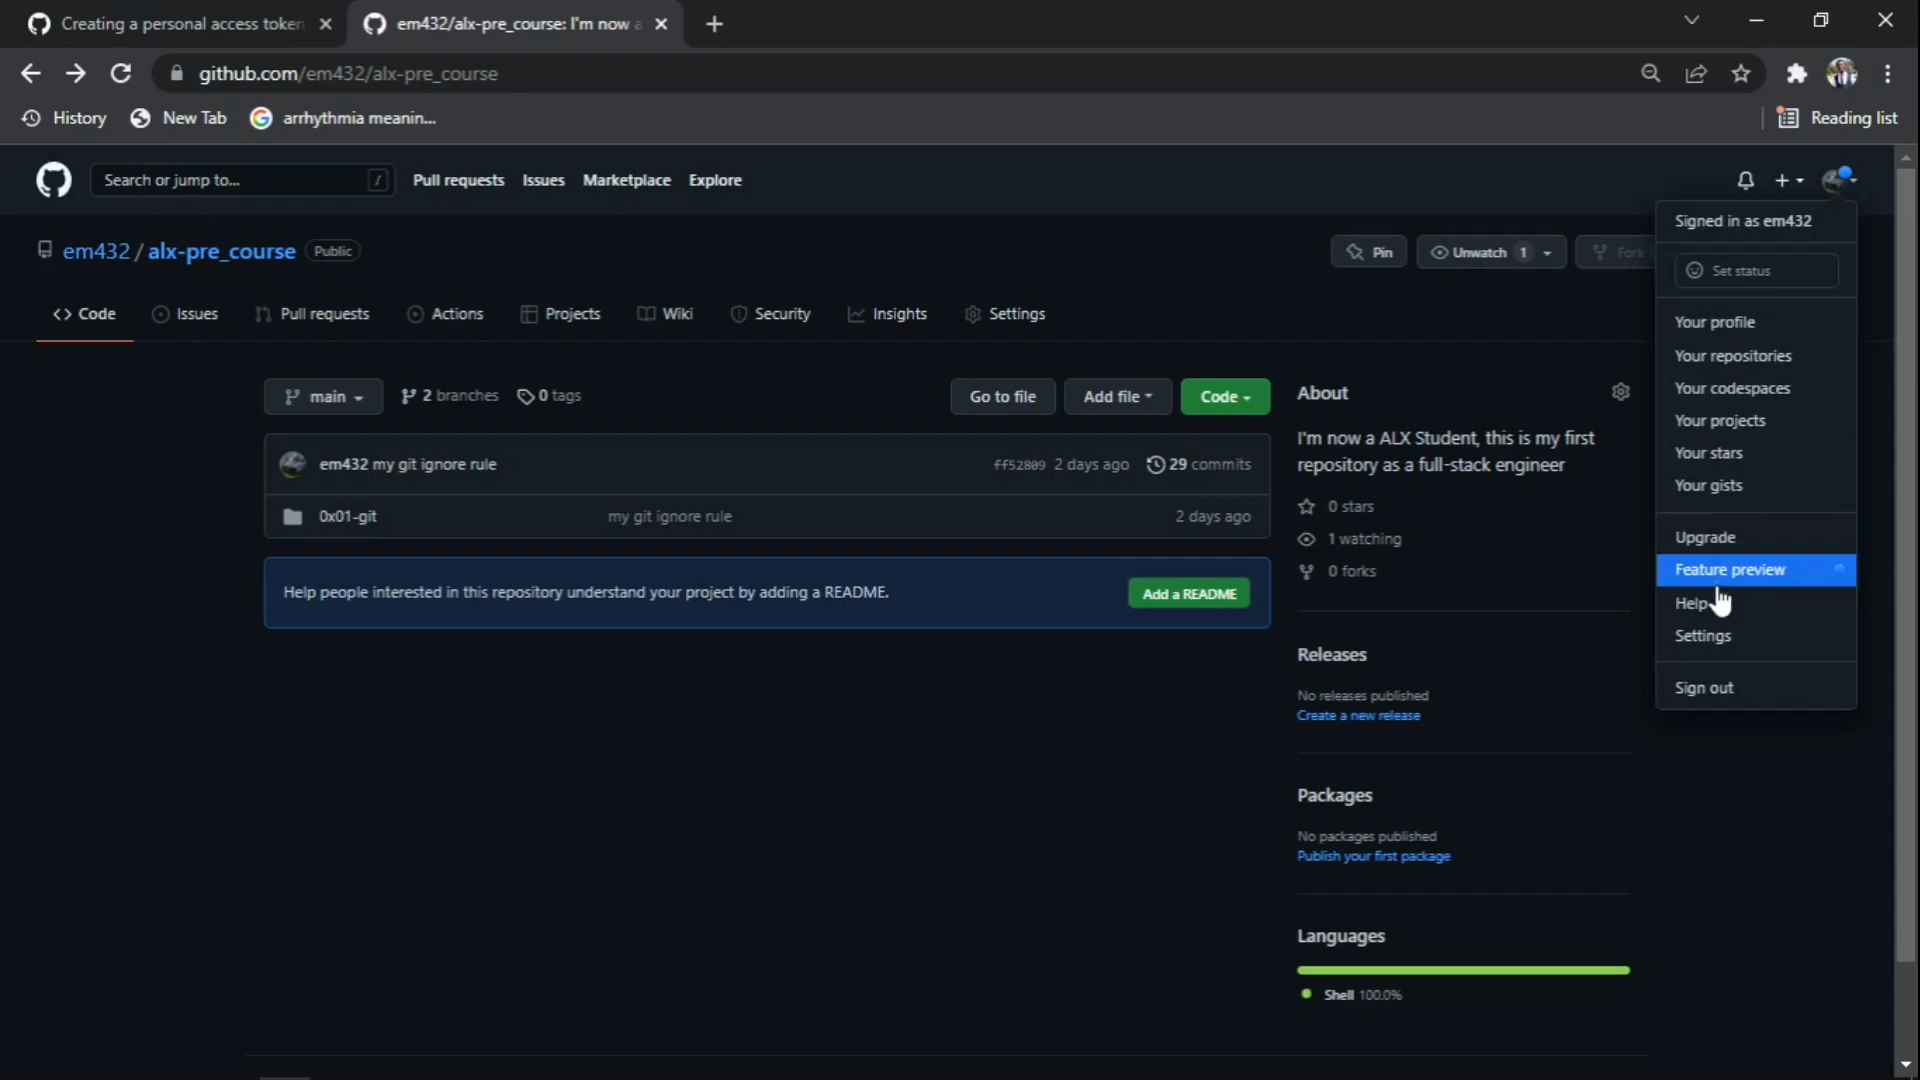 Creating a personal access token
em432/alx-pre_course: I'm now a
github.com/em432/alx-pre_course
History
New Tab
arrhythmia meanin...
Reading list
Search or jump to...
/
Pull requests
Issues
Marketplace
Explore
Signed in as em432
em432 / alx-pre_course
Public
Pin
Unwatch 1
Fork
Set status
Code
Issues
Pull requests
Actions
Projects
Wiki
Security
Insights
Settings
Your profile
Your repositories
Your codespaces
Your projects
Your stars
Your gists
Upgrade
Feature preview
Help
Settings
Sign out
main
2 branches
0 tags
Go to file
Add file
Code
em432 my git ignore rule
ff52809 2 days ago
29 commits
0x01-git
my git ignore rule
2 days ago
Help people interested in this repository understand your project by adding a README.
Add a README
About
I'm now a ALX Student, this is my first
repository as a full-stack engineer
0 stars
1 watching
0 forks
Releases
No releases published
Create a new release
Packages
No packages published
Publish your first package
Languages
Shell 100.0%